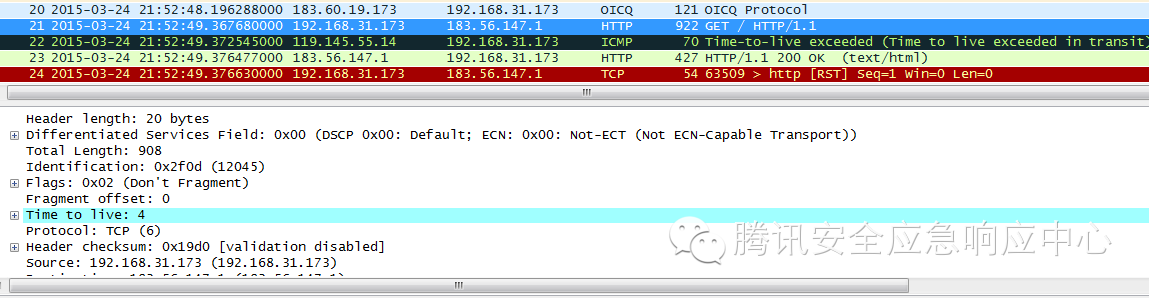 20 2015-03-24 21:52:48.196288000 183.60.19.173 192.168.31.173 OICQ 121 OICQ Protocol
21 2015-03-24 21:52:49.367680000 192.168.31.173 183.56.147.1 HTTP 922 GET / HTTP/1.1
22 2015-03-24 21:52:49.372545000 119.145.55.14 192.168.31.173 ICMP 70 Time-to-live exceeded (Time to live exceeded in transit)
23 2015-03-24 21:52:49.376477000 183.56.147.1 192.168.31.173 HTTP 427 HTTP/1.1 200 OK (text/html)
24 2015-03-24 21:52:49.376630000 192.168.31.173 183.56.147.1 TCP 54 63509 > http [RST] Seq=1 Win=0 Len=0
Header length: 20 bytes
Differentiated Services Field: 0x00 (DSCP 0x00: Default; ECN: 0x00: Not-ECT (Not ECN-Capable Transport))
Total Length: 908
Identification: 0x2f0d (12045)
Flags: 0x02 (Don't Fragment)
Fragment offset: 0
Time to live: 4
Protocol: TCP (6)
Header checksum: 0x19d0 [validation disabled]
Source: 192.168.31.173 (192.168.31.173)
腾讯安全应急响应中心